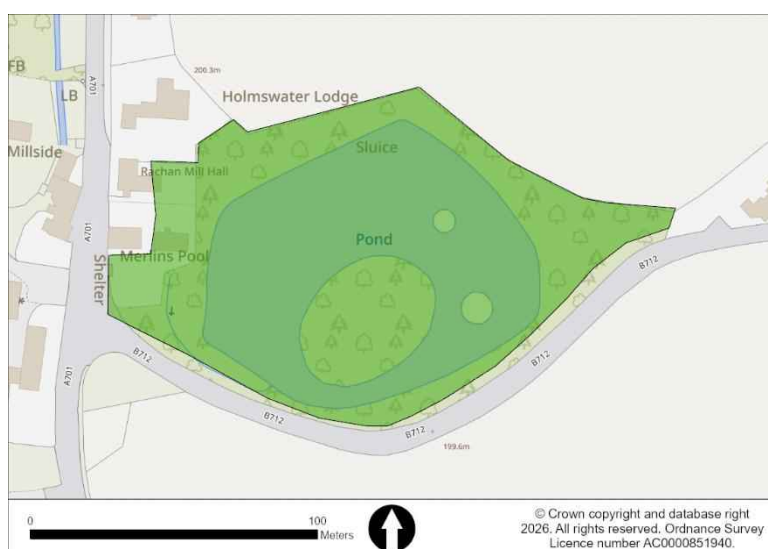 FB
A701
200.3m
Holmswater Lodge
LB
Millside
Sluice
Rachan Mill Hall
A701
Pond
Merlins Pool
Shelter
B712
B712
B712
B712
B712
A701
199.6m
0
100
Meters
© Crown copyright and database right
2026. All rights reserved. Ordnance Survey
Licence number AC0000851940.